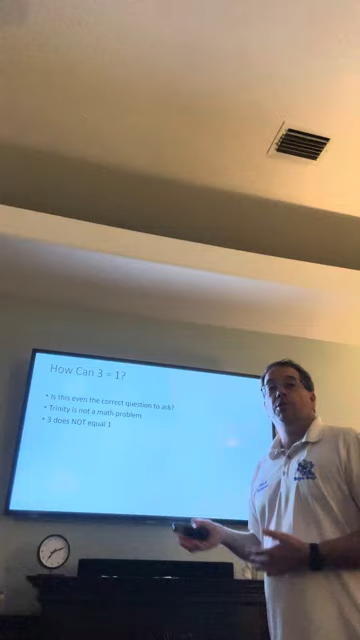 How Can 3 = 1?
• Is this even the correct question to ask?
• Trinity is not a math problem
• 3 does NOT equal 1